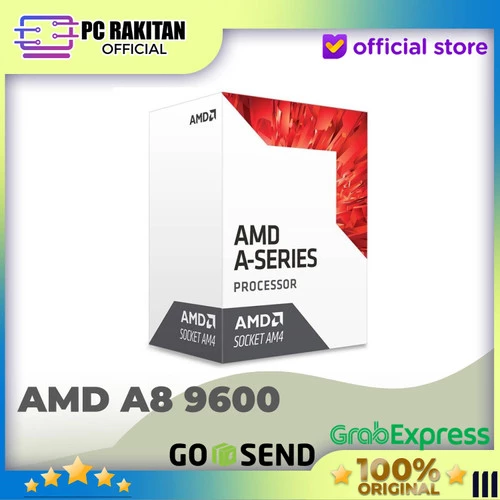 PC RAKITAN
OFFICIAL
official store
AMD
AMD
A-SERIES
PROCESSOR
AMD
SOCKET AM4
AMD
SOCKET AM4
AMD A8 9600
GO SEND
GrabExpress
100%
ORIGINAL